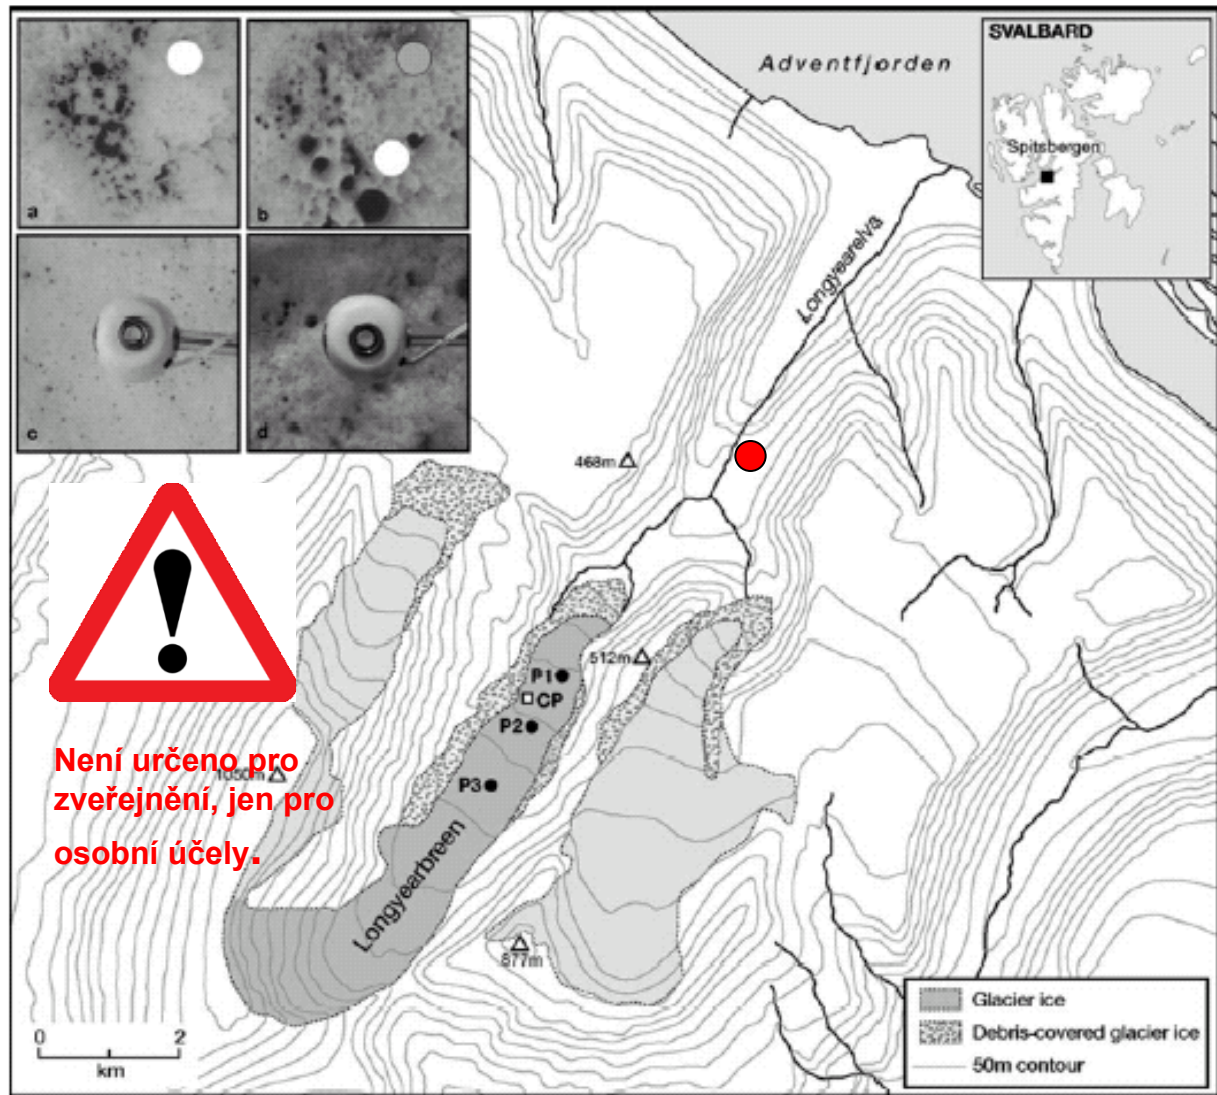 SVALBARD
Adventfjorden
Spitsbergen
a
b
Longyearelva
c
d
468m
512m
P1
CP
P2
Není určeno pro
1050m
zveřejnění, jen pro
P3
osobní účely.
Longyearbreen
877m
Glacier ice
0
2
Debris-covered glacier ice
km
50m contour